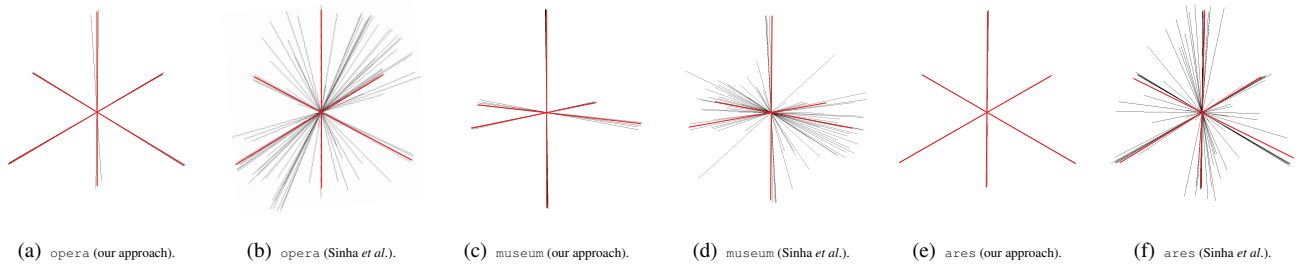 (a) opera (our approach).
(b) opera (Sinha et al.).
(c) museum (our approach).
(d) museum (Sinha et al.).
(e) ares (our approach).
(f) ares (Sinha et al.).